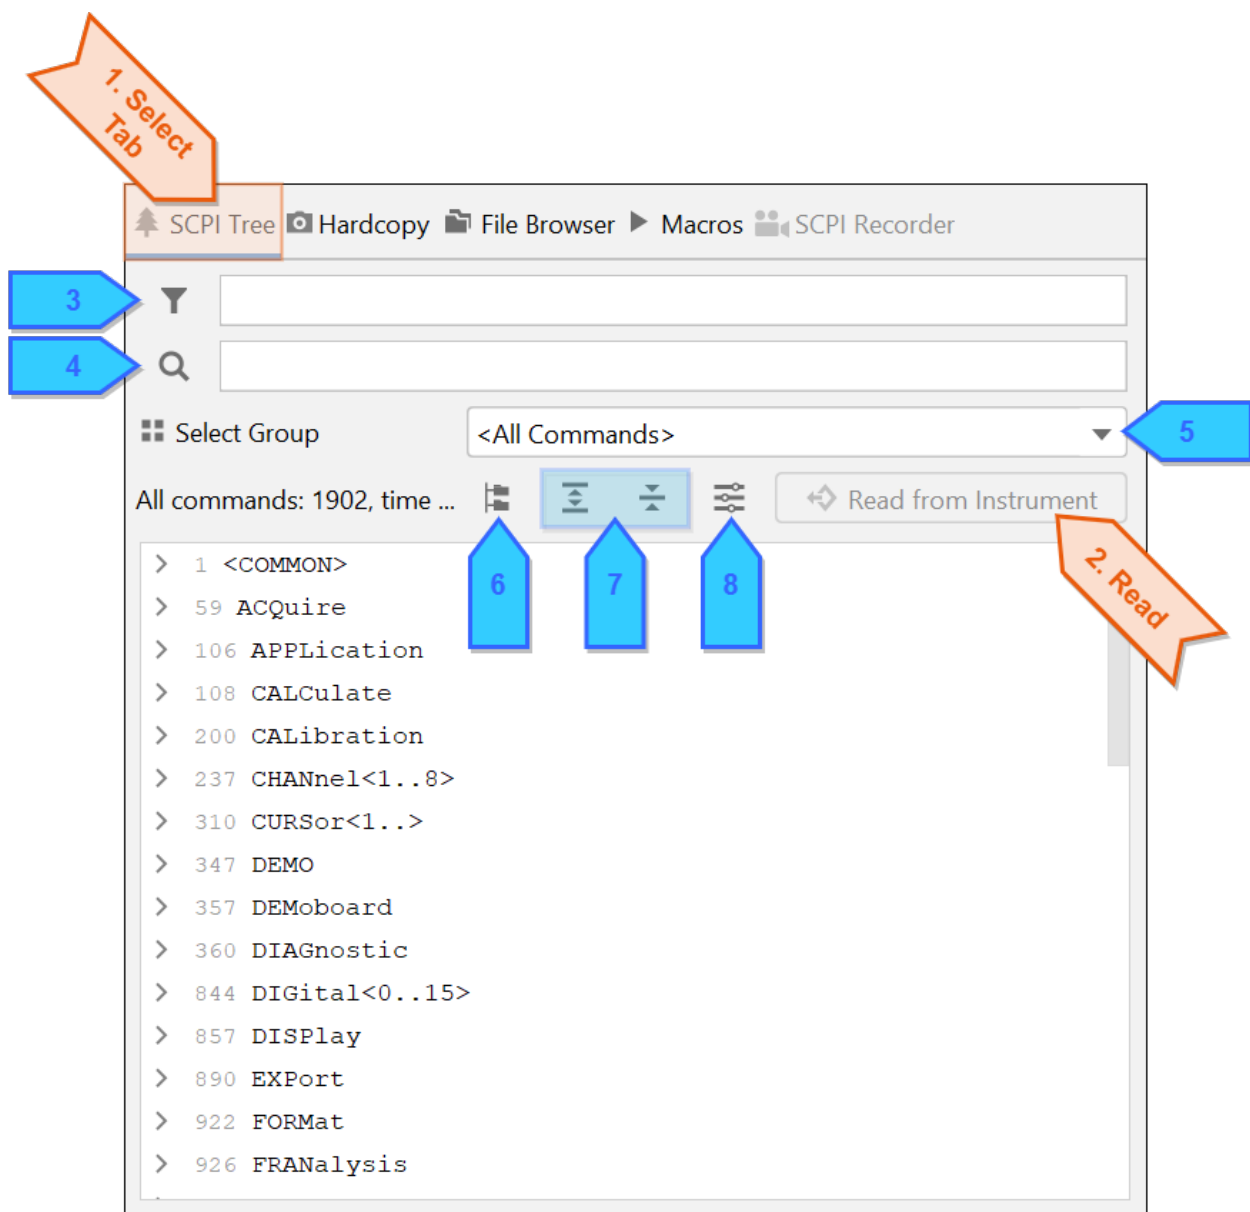 1. Select
Tab
SCPI Tree Hardcopy File Browser Macros SCPI Recorder
3
4
Select Group <All Commands> 5
All commands: 1902, time ... Read from Instrument
6 7 8 2. Read
1 <COMMON>
59 ACQuire
106 APPLication
108 CALCulate
200 CALibration
237 CHANnel<1..8>
310 CURSor<1..>
347 DEMO
357 DEMoboard
360 DIAGnostic
844 DIGital<0..15>
857 DISPlay
890 EXPort
922 FORMat
926 FRANalysis